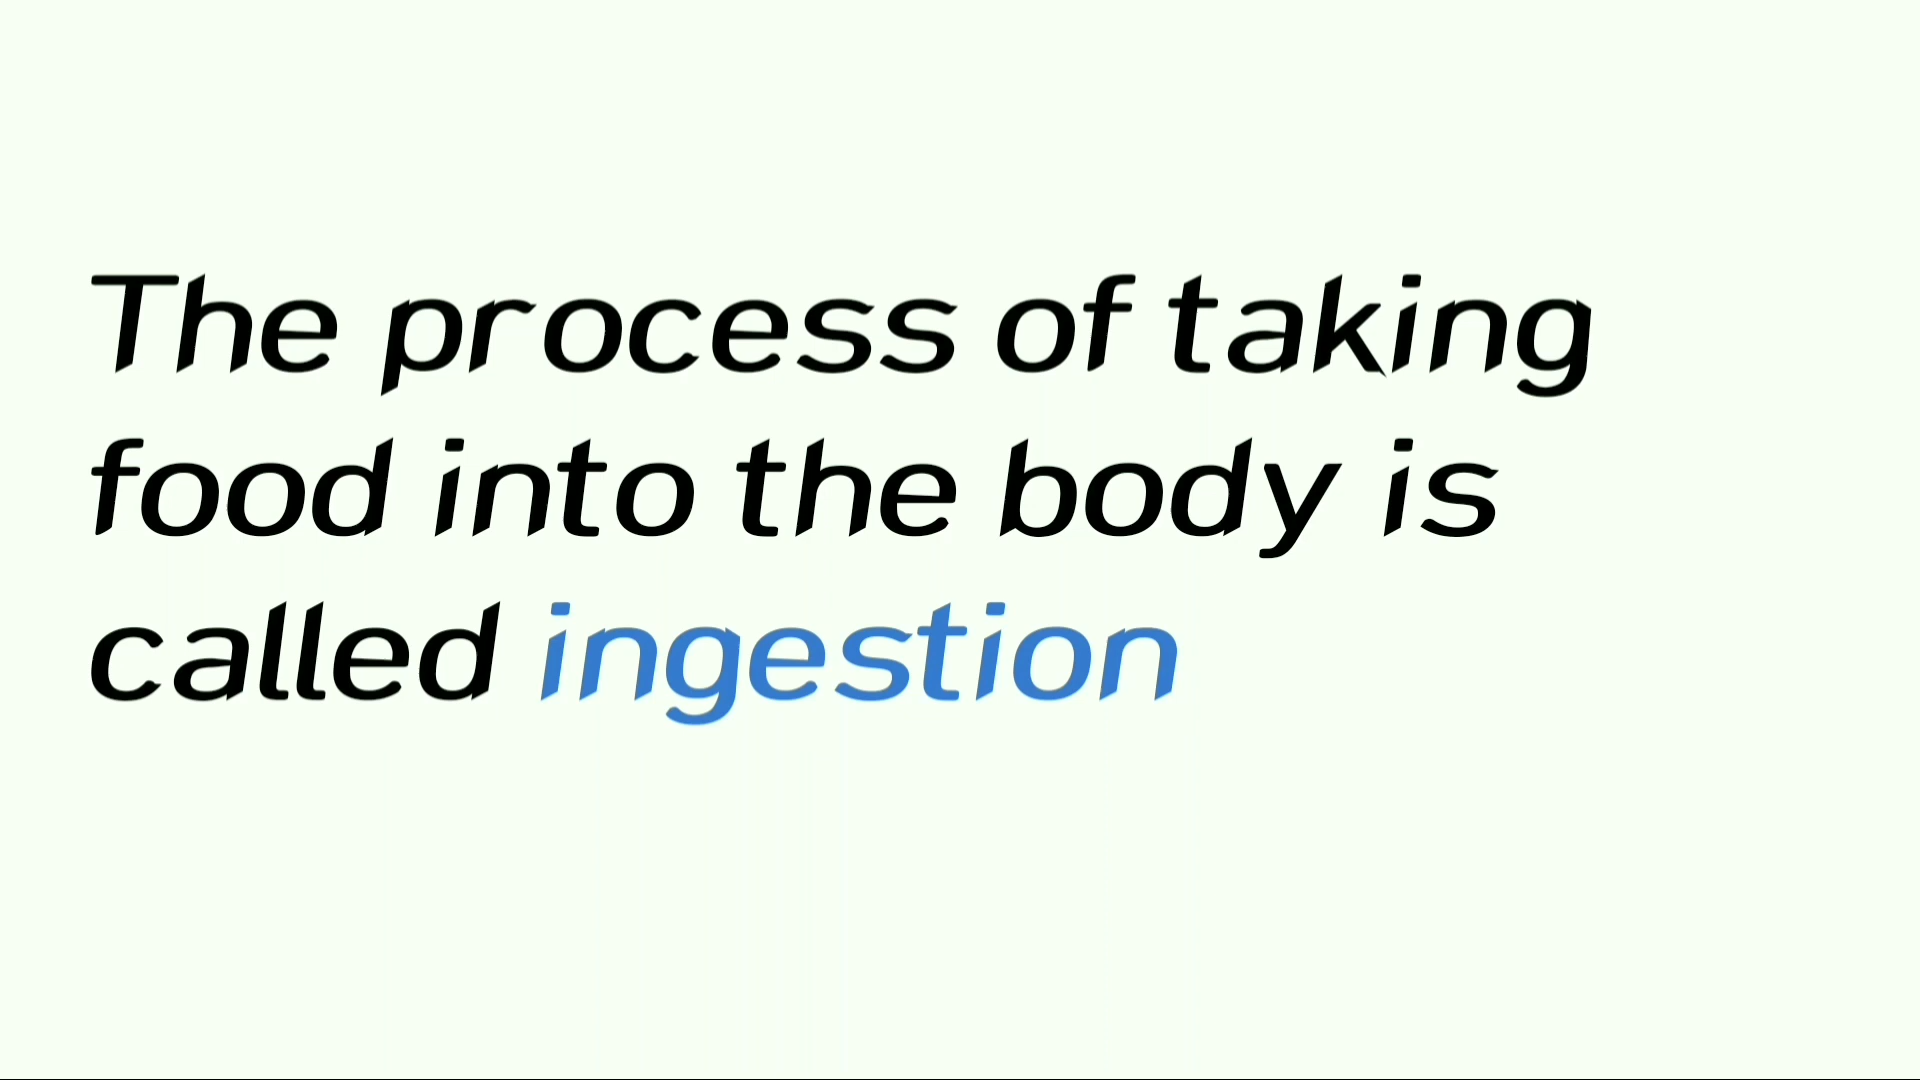 The process of taking
food into the body is
called ingestion